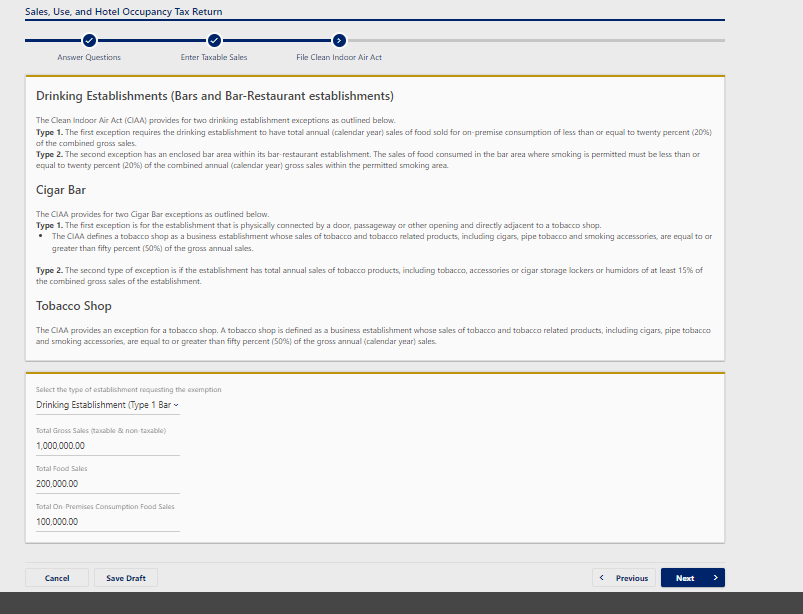 Sales, Use, and Hotel Occupancy Tax Return
Answer Questions
Enter Taxable Sales
File Clean Indoor Air Act
Drinking Establishments (Bars and Bar-Restaurant establishments)
The Clean Indoor Air Act (CIAA) provides for two drinking establishment exceptions as outlined below.
Type 1. The first exception requires the drinking establishment to have total annual (calendar year) sales of food sold for on-premise consumption of less than or equal to twenty percent (20%)
of the combined gross sales.
Type 2. The second exception has an enclosed bar area within its bar-restaurant establishment. The sales of food consumed in the bar area where smoking is permitted must be less than or
equal to twenty percent (20%) of the combined annual (calendar year) gross sales within the permitted smoking area.
Cigar Bar
The CIAA provides for two Cigar Bar exceptions as outlined below.
Type 1. The first exception is for the establishment that is physically connected by a door, passageway or other opening and directly adjacent to a tobacco shop.
• The CIAA defines a tobacco shop as a business establishment whose sales of tobacco and tobacco related products, including cigars, pipe tobacco and smoking accessories, are equal to or
greater than fifty percent (50%) of the gross annual sales.
Type 2. The second type of exception is if the establishment has total annual sales of tobacco products, including tobacco, accessories or cigar storage lockers or humidors of at least 15% of
the combined gross sales of the establishment.
Tobacco Shop
The CIAA provides an exception for a tobacco shop. A tobacco shop is defined as a business establishment whose sales of tobacco and tobacco related products, including cigars, pipe tobacco
and smoking accessories, are equal to or greater than fifty percent (50%) of the gross annual (calendar year) sales.
Select the type of establishment requesting the exemption
Drinking Establishment (Type 1 Bar
Total Gross Sales (taxable & non-taxable)
1,000,000.00
Total Food Sales
200,000.00
Total On-Premises Consumption Food Sales
100,000.00
Cancel
Save Draft
Previous
Next